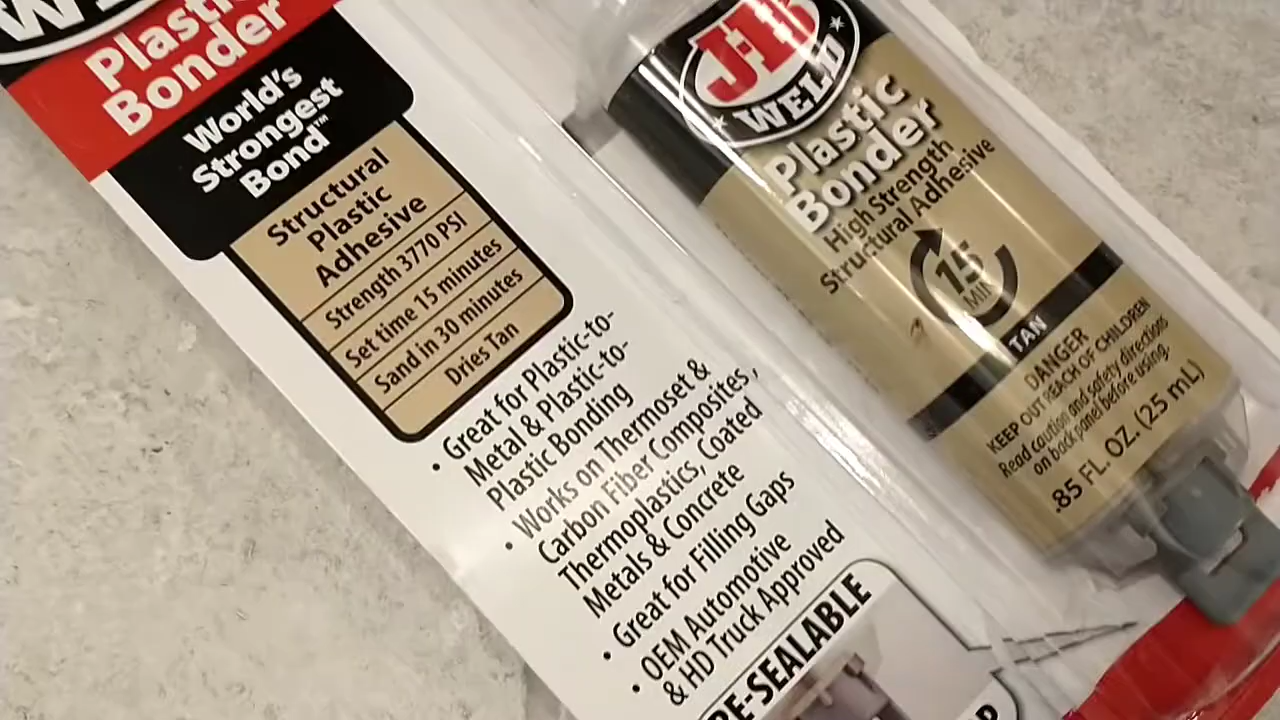 Plastic
Bonder
World's
Strongest
Bond™
Structural
Plastic
Adhesive
Strength 3770 PSI
Set time 15 minutes
Sand in 30 minutes
Dries Tan
• Great for Plastic-to-
Metal & Plastic-to-
Plastic Bonding
• Works on Thermoset &
Carbon Fiber Composites,
Thermoplastics, Coated
Metals & Concrete
• Great for Filling Gaps
• OEM Automotive
& HD Truck Approved
RE-SEALABLE
J-B
WELD
Plastic
Bonder
High Strength
Structural Adhesive
15
MIN
TAN
DANGER
KEEP OUT REACH OF CHILDREN
Read caution and safety directions
on back panel before using.
.85 FL. OZ. (25 mL)